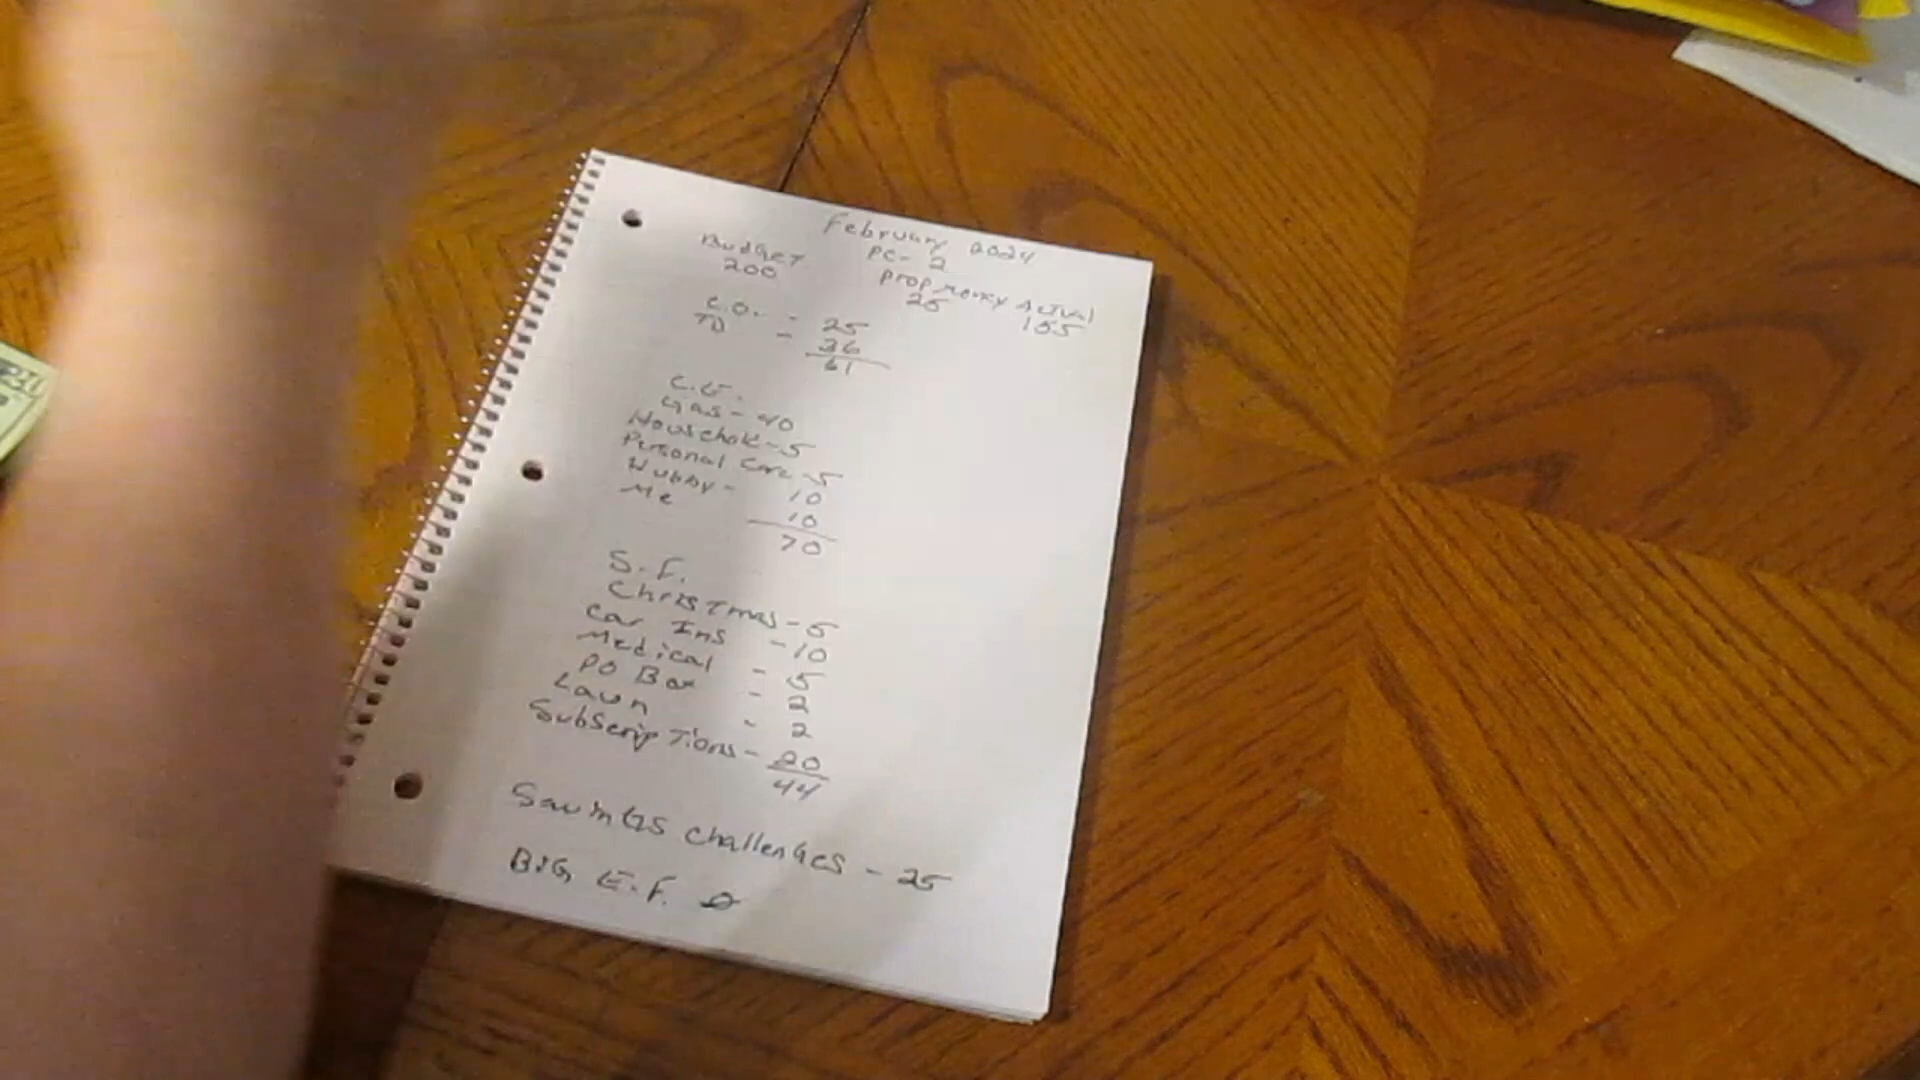 February 2024
Budget PC- 2
200 Prop Money Actual
25 155
C.O. - 25
TD - 36
61
C.E.
Gas - 40
Household - 5
Personal Care - 5
Hubby - 10
Me 10
70
S.F.
Christmas - 5
Car Ins - 10
Medical - 5
PO Box - 2
Lawn - 2
Subscriptions - 20
44
Savings Challenges - 25
BIG E.F. 0